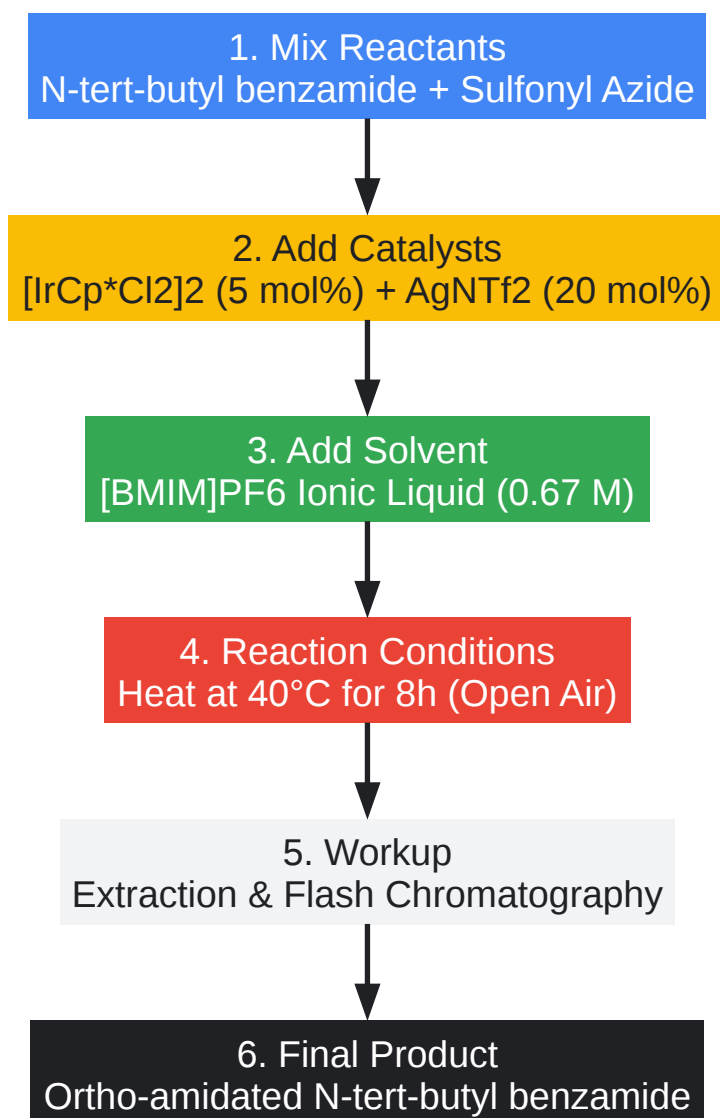 1. Mix Reactants
N-tert-butyl benzamide + Sulfonyl Azide
2. Add Catalysts
[IrCp*Cl2]2 (5 mol%) + AgNTf2 (20 mol%)
3. Add Solvent
[BMIM]PF6 Ionic Liquid (0.67 M)
4. Reaction Conditions
Heat at 40°C for 8h (Open Air)
5. Workup
Extraction & Flash Chromatography
6. Final Product
Ortho-amidated N-tert-butyl benzamide